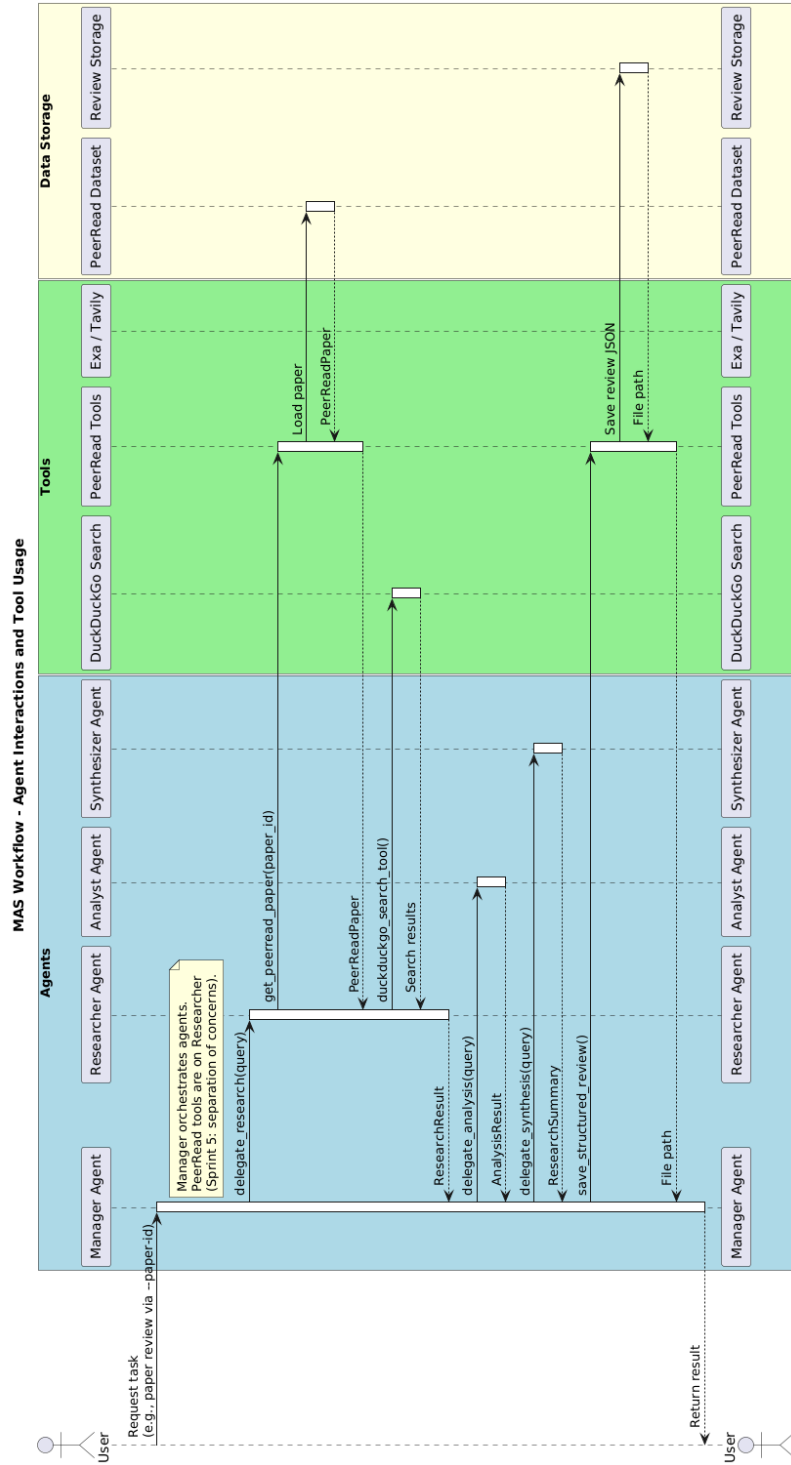 MAS Workflow - Agent Interactions and Tool Usage
Agents
Tools
Data Storage
User
Manager Agent
Researcher Agent
Analyst Agent
Synthesizer Agent
DuckDuckGo Search
PeerRead Tools
Exa / Tavily
PeerRead Dataset
Review Storage
Request task
(e.g., paper review via --paper-id)
Manager orchestrates agents.
PeerRead tools are on Researcher
(Sprint 5: separation of concerns).
delegate_research(query)
get_peerread_paper(paper_id)
Load paper
PeerReadPaper
PeerReadPaper
duckduckgo_search_tool()
Search results
ResearchResult
delegate_analysis(query)
AnalysisResult
delegate_synthesis(query)
ResearchSummary
save_structured_review()
Save review JSON
File path
File path
Return result
User
Manager Agent
Researcher Agent
Analyst Agent
Synthesizer Agent
DuckDuckGo Search
PeerRead Tools
Exa / Tavily
PeerRead Dataset
Review Storage